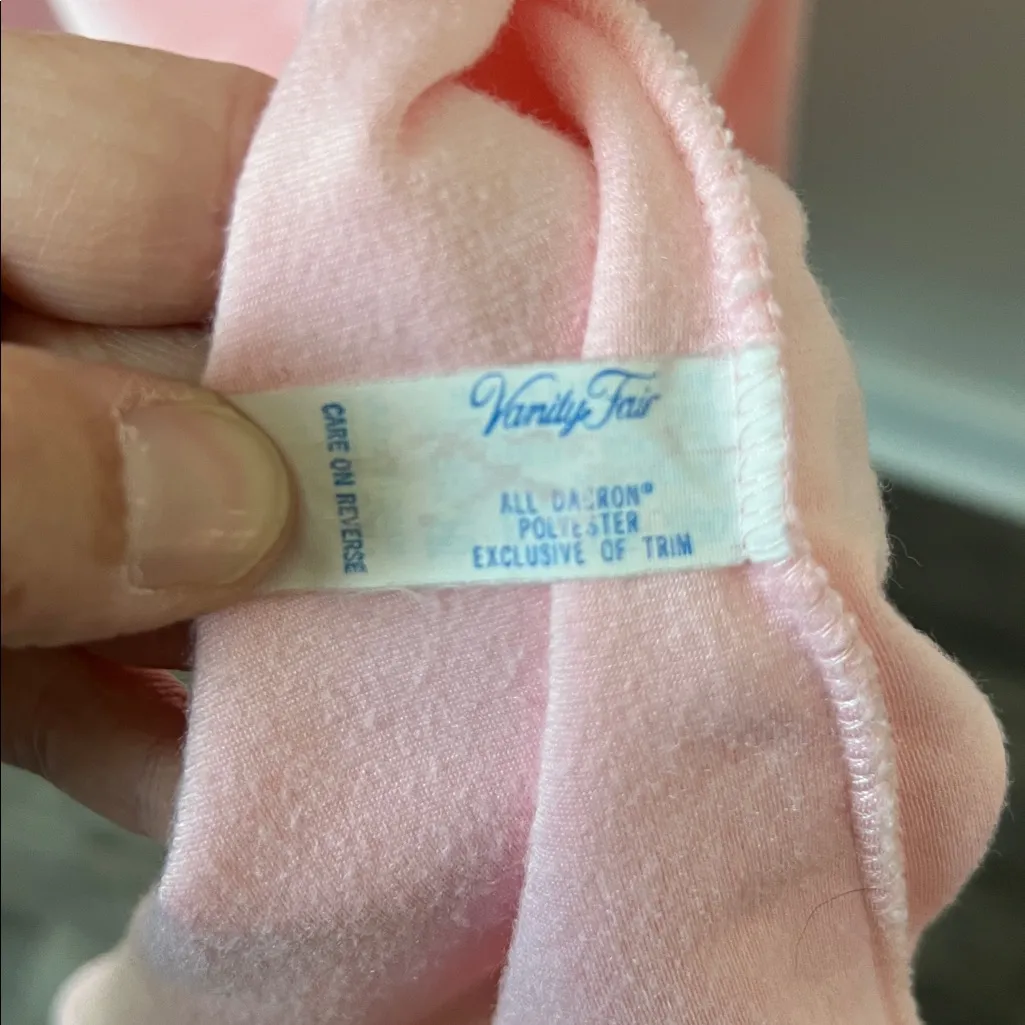 Vanity Fair
ALL DACRON®
POLYESTER
EXCLUSIVE OF TRIM
CARE ON REVERSE